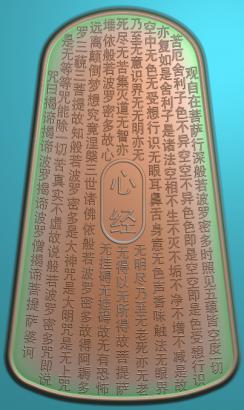 观自在菩萨行深般若波罗密多时照见五蕴皆空度一切
苦厄舍利子色不异空空不异色色即是空空即是色受想行识
亦复如是舍利子是诸法空相不生不灭不垢不净不增不减是故
空中无色无受想行识无眼耳鼻舌身意无色声香味触法无眼界
乃至无意识界无无明亦无
无明尽乃至无老死亦无老
死尽无苦集灭道无智亦
无得以无所得故菩提萨
心经
埵依般若波罗密多故心
无挂碍无挂碍故无有恐怖
远离颠倒梦想究竟涅槃三世诸佛依般若波罗密多故得阿耨多
罗三藐三菩提故知般若波罗密多是大神咒是大明咒是无上咒
是无等等咒能除一切苦真实不虚故说般若波罗密多咒即说
咒曰揭谛揭谛波罗揭谛波罗僧揭谛菩提萨婆诃